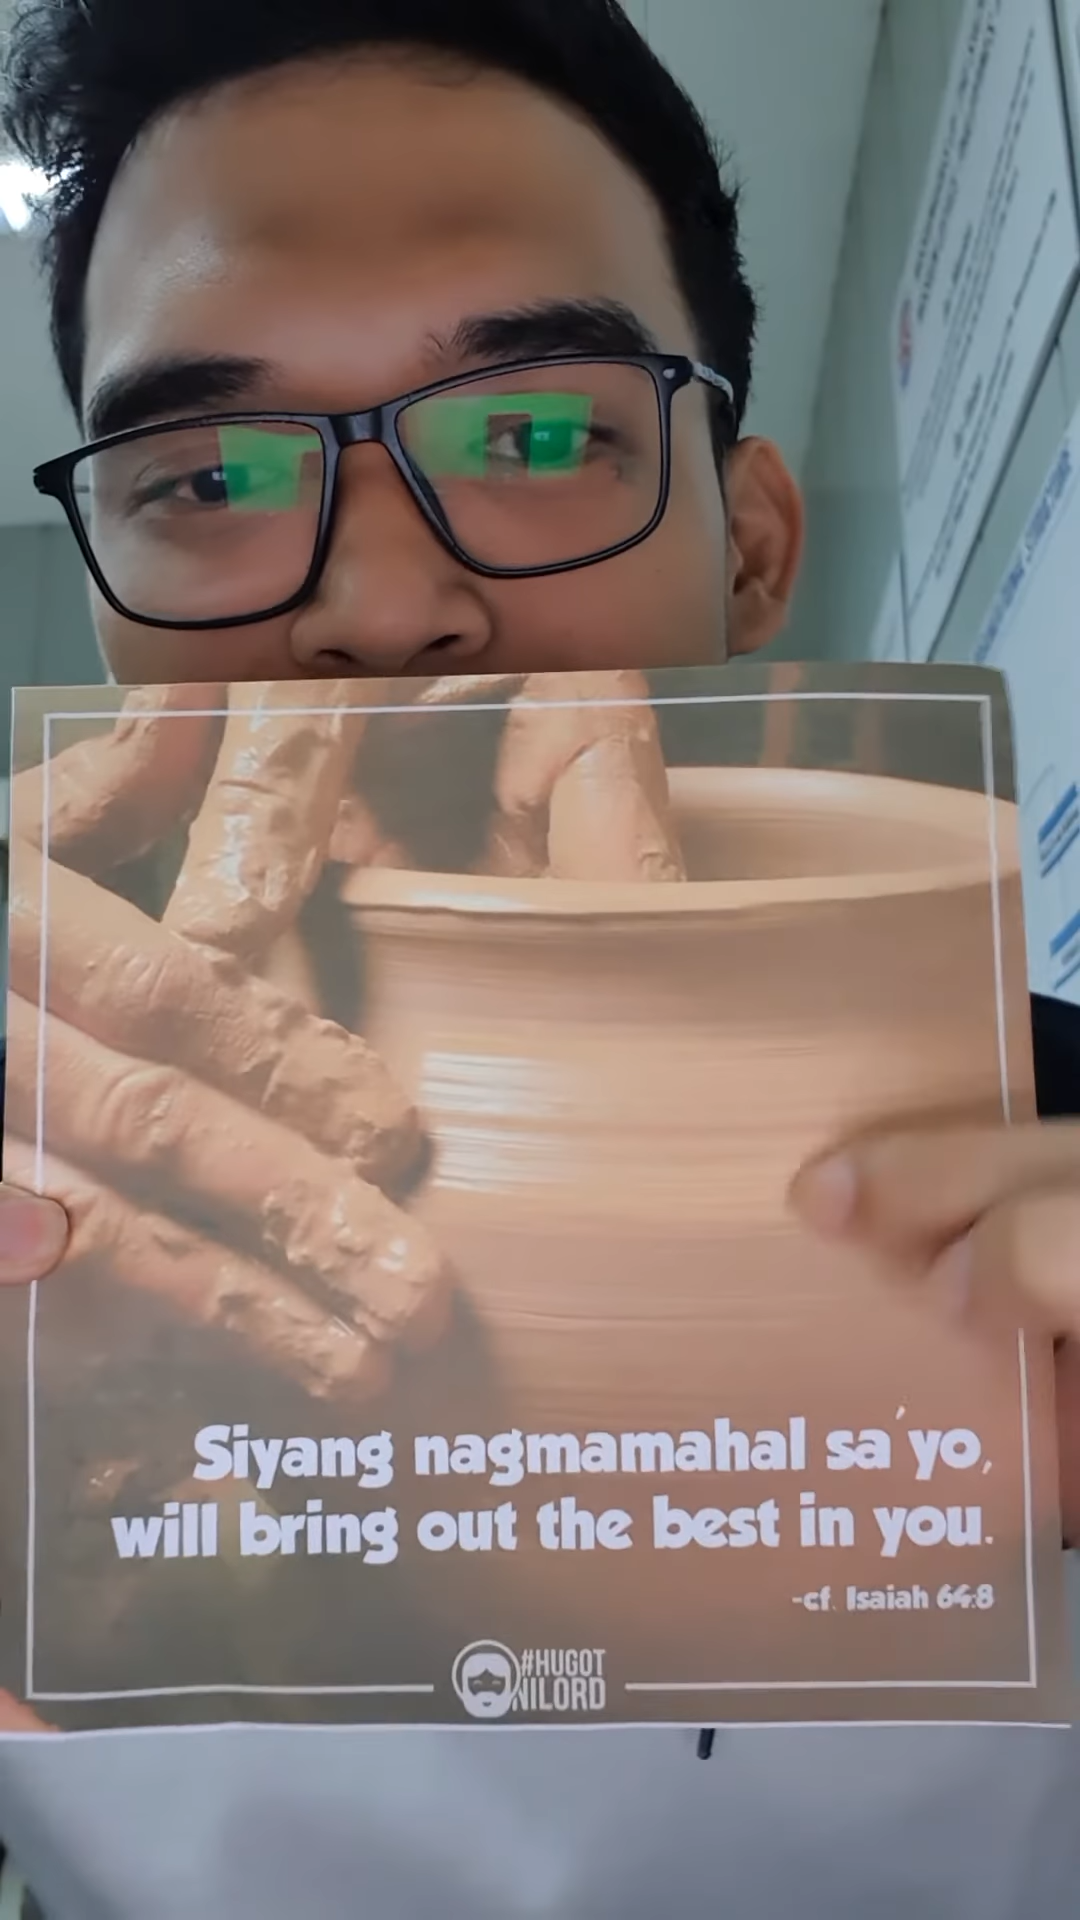 Siyang nagmamahal sa'yo,
will bring out the best in you.
-cf. Isaiah 64:8
#HUGOT
NILORD